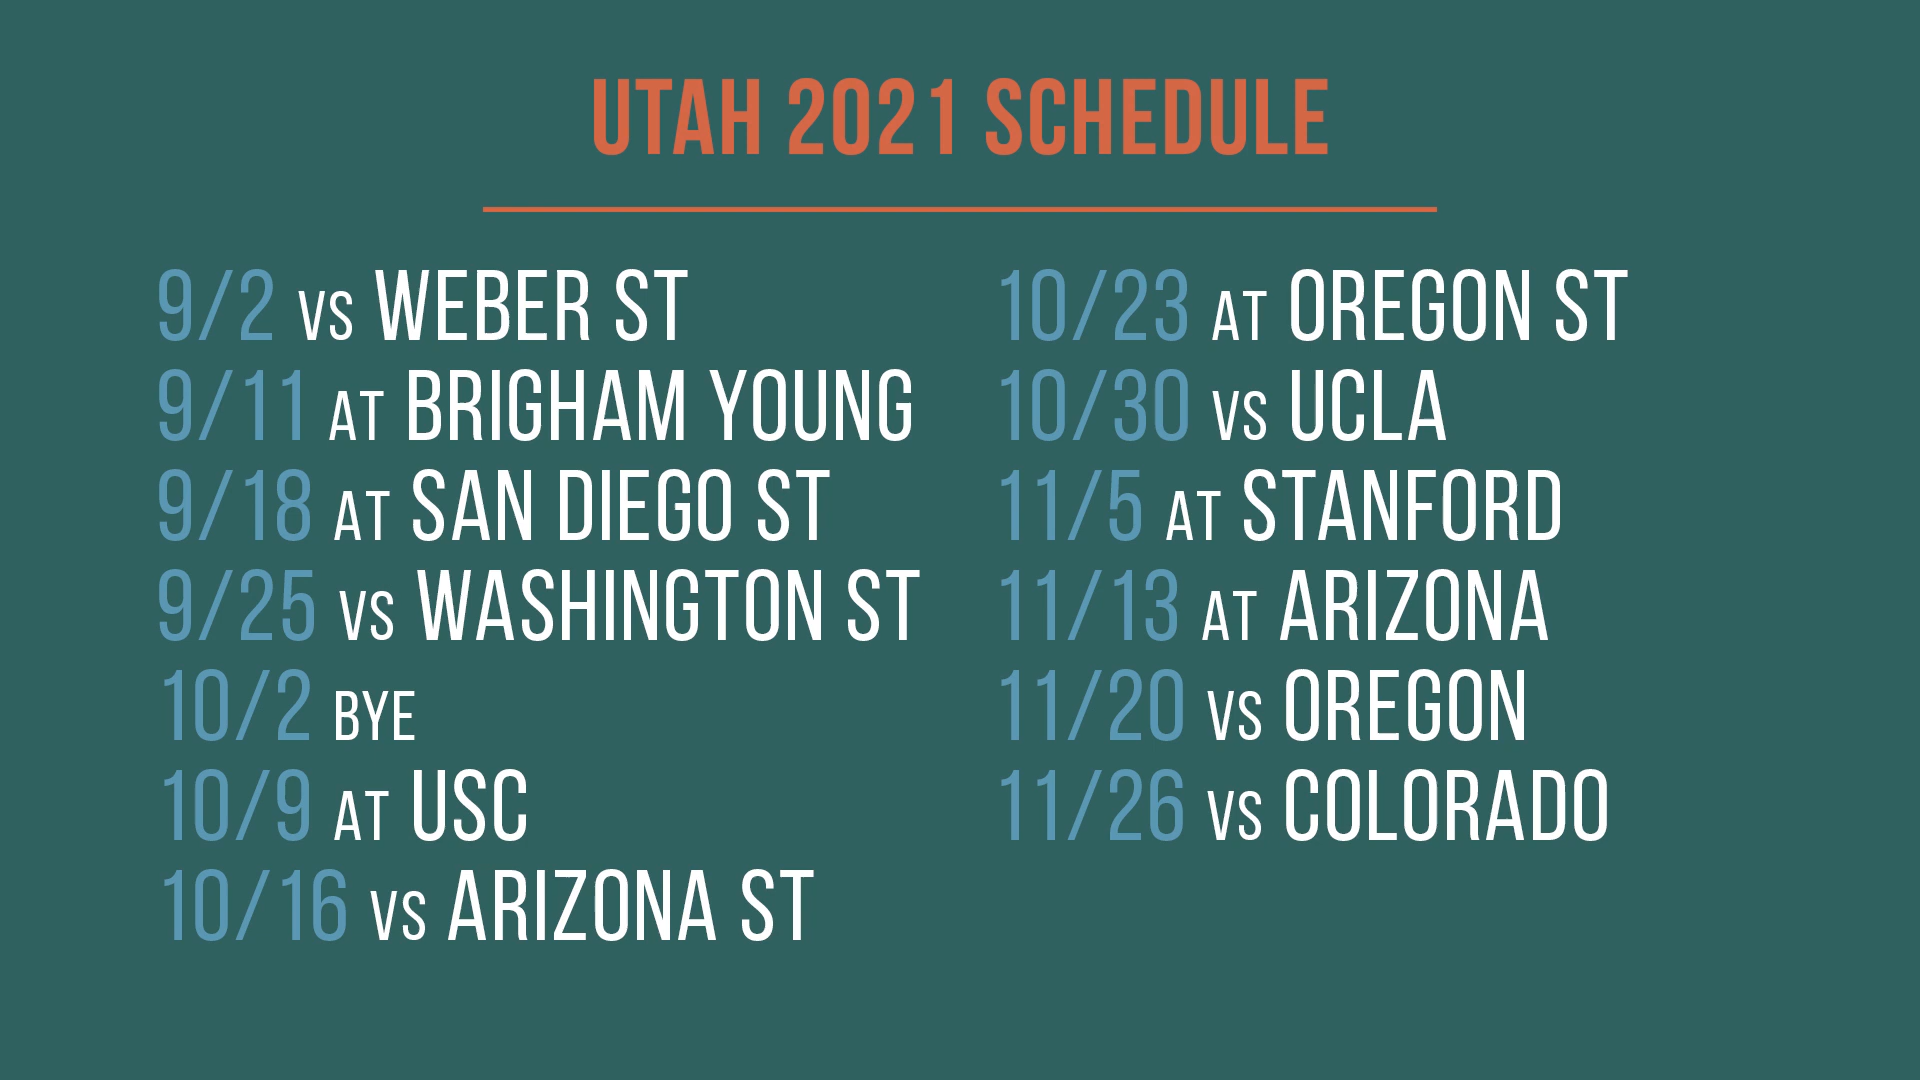 UTAH 2021 SCHEDULE
9/2 VS WEBER ST
9/11 AT BRIGHAM YOUNG
9/18 AT SAN DIEGO ST
9/25 VS WASHINGTON ST
10/2 BYE
10/9 AT USC
10/16 VS ARIZONA ST
10/23 AT OREGON ST
10/30 VS UCLA
11/5 AT STANFORD
11/13 AT ARIZONA
11/20 VS OREGON
11/26 VS COLORADO